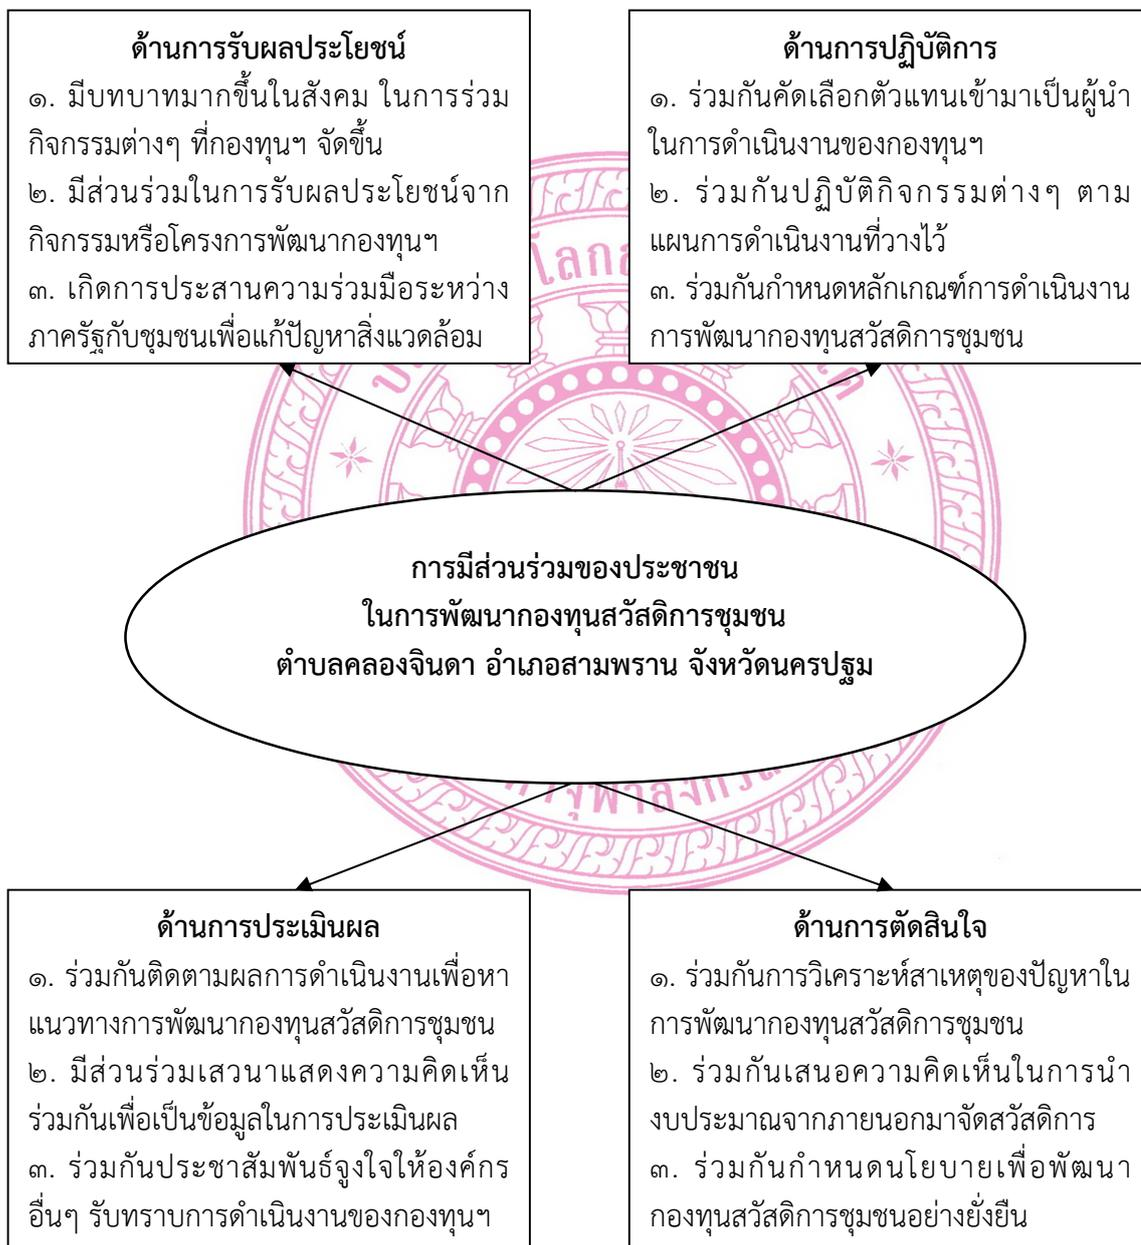 ด้านการรับผลประโยชน์
๑. มีบทบาทมากขึ้นในสังคม ในการร่วม
กิจกรรมต่างๆ ที่กองทุนฯ จัดขึ้น
๒. มีส่วนร่วมในการรับผลประโยชน์จาก
กิจกรรมหรือโครงการพัฒนากองทุนฯ
๓. เกิดการประสานความร่วมมือระหว่าง
ภาครัฐกับชุมชนเพื่อแก้ปัญหาสิ่งแวดล้อม
ด้านการปฏิบัติการ
๑. ร่วมกันคัดเลือกตัวแทนเข้ามาเป็นผู้นำ
ในการดำเนินงานของกองทุนฯ
๒. ร่วมกันปฏิบัติกิจกรรมต่างๆ ตาม
แผนการดำเนินงานที่วางไว้
๓. ร่วมกันกำหนดหลักเกณฑ์การดำเนินงาน
การพัฒนากองทุนสวัสดิการชุมชน
การมีส่วนร่วมของประชาชน
ในการพัฒนากองทุนสวัสดิการชุมชน
ตำบลคลองจินดา อำเภอสามพราน จังหวัดนครปฐม
ด้านการประเมินผล
๑. ร่วมกันติดตามผลการดำเนินงานเพื่อหา
แนวทางการพัฒนากองทุนสวัสดิการชุมชน
๒. มีส่วนร่วมเสวนาแสดงความคิดเห็น
ร่วมกันเพื่อเป็นข้อมูลในการประเมินผล
๓. ร่วมกันประชาสัมพันธ์จูงใจให้องค์กร
อื่นๆ รับทราบการดำเนินงานของกองทุนฯ
ด้านการตัดสินใจ
๑. ร่วมกันการวิเคราะห์สาเหตุของปัญหาใน
การพัฒนากองทุนสวัสดิการชุมชน
๒. ร่วมกันเสนอความคิดเห็นในการนำ
งบประมาณจากภายนอกมาจัดสวัสดิการ
๓. ร่วมกันกำหนดนโยบายเพื่อพัฒนา
กองทุนสวัสดิการชุมชนอย่างยั่งยืน